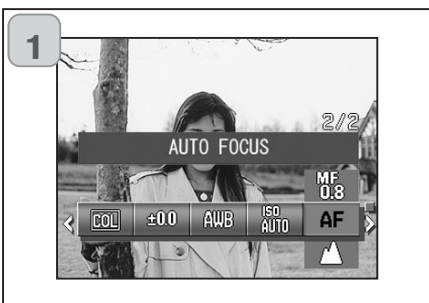 1
2/2
AUTO FOCUS
MF
0.8
COL ±0.0 AWB ISO AUTO AF